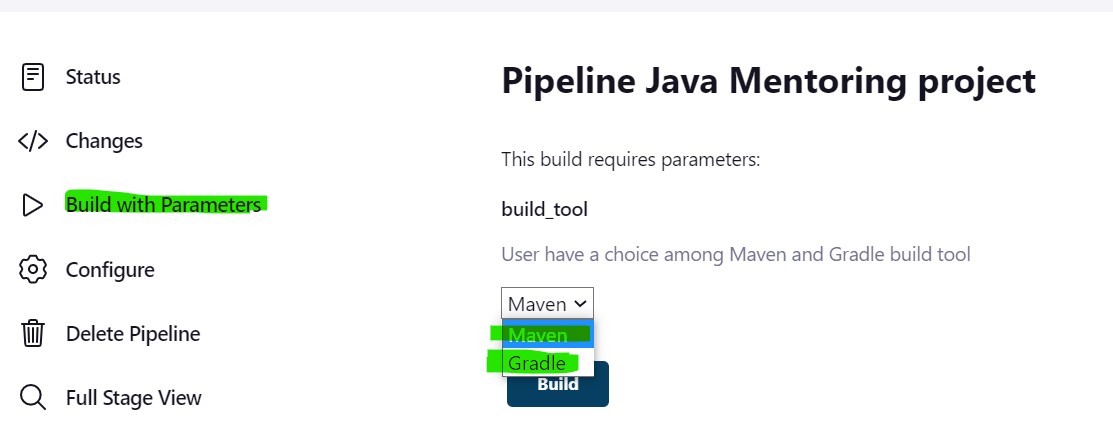 Status
Changes
Build with Parameters
Configure
Delete Pipeline
Full Stage View
Pipeline Java Mentoring project
This build requires parameters:
build_tool
User have a choice among Maven and Gradle build tool
Maven
Maven
Gradle
Build